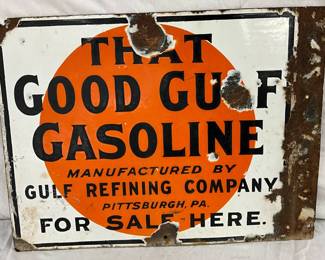 THAT
GOOD GULF
GASOLINE
MANUFACTURED BY
GULF REFINING COMPANY
PITTSBURGH, PA.
FOR SALE HERE.